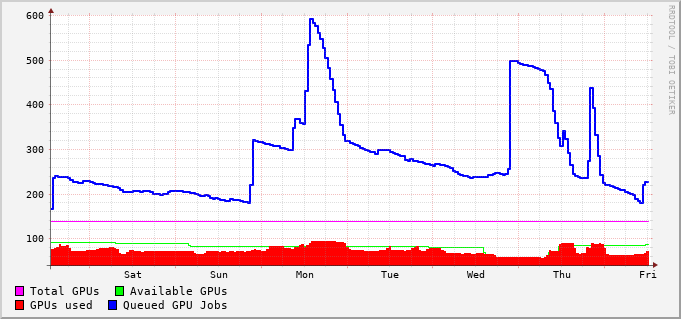 600
500
400
300
200
100
Sat Sun Mon Tue Wed Thu Fri
Total GPUs Available GPUs
GPUs used Queued GPU Jobs
RRDTOOL / TOBI OETIKER